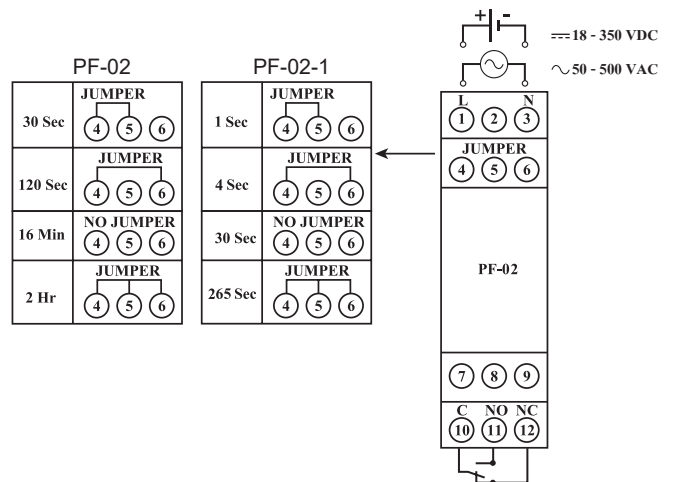 + -
18 - 350 VDC
50 - 500 VAC
PF-02
JUMPER
30 Sec
4 5 6
JUMPER
120 Sec
4 5 6
NO JUMPER
16 Min
4 5 6
JUMPER
2 Hr
4 5 6
PF-02-1
JUMPER
1 Sec
4 5 6
JUMPER
4 Sec
4 5 6
NO JUMPER
30 Sec
4 5 6
JUMPER
265 Sec
4 5 6
L N
1 2 3
JUMPER
4 5 6
PF-02
7 8 9
C NO NC
10 11 12